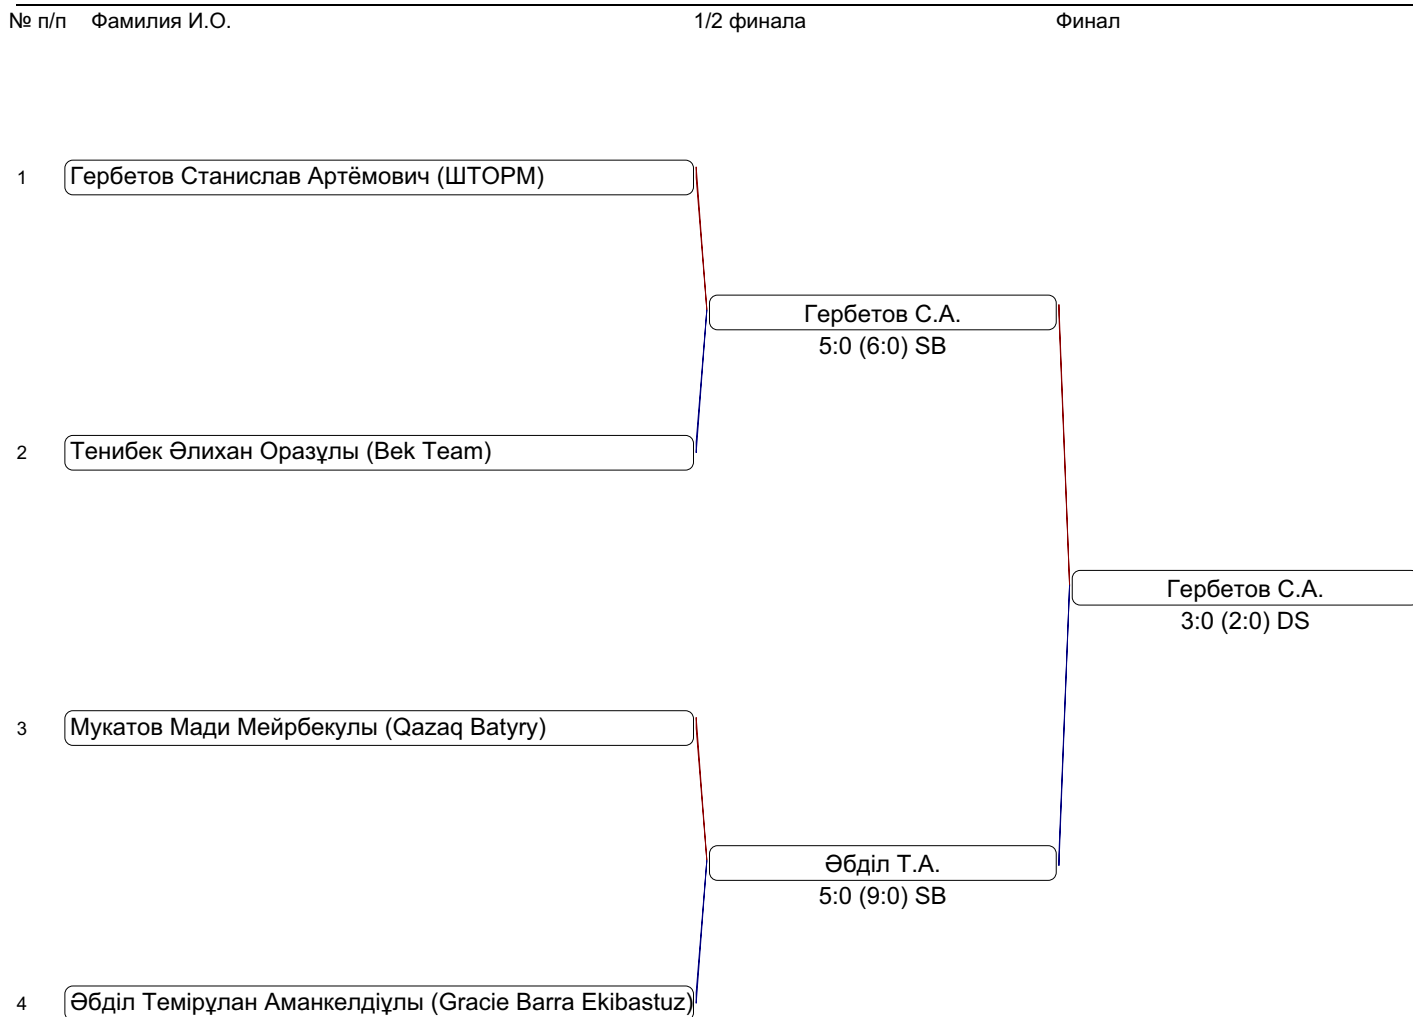 № п/п Фамилия И.О. 1/2 финала Финал
1 Гербетов Станислав Артёмович (ШТОРМ)
Гербетов С.А.
5:0 (6:0) SB
2 Тенибек Әлихан Оразұлы (Bek Team)
Гербетов С.А.
3:0 (2:0) DS
3 Мукатов Мади Мейрбекулы (Qazaq Batyry)
Әбділ Т.А.
5:0 (9:0) SB
4 Әбділ Темірұлан Аманкелдіұлы (Gracie Barra Ekibastuz)